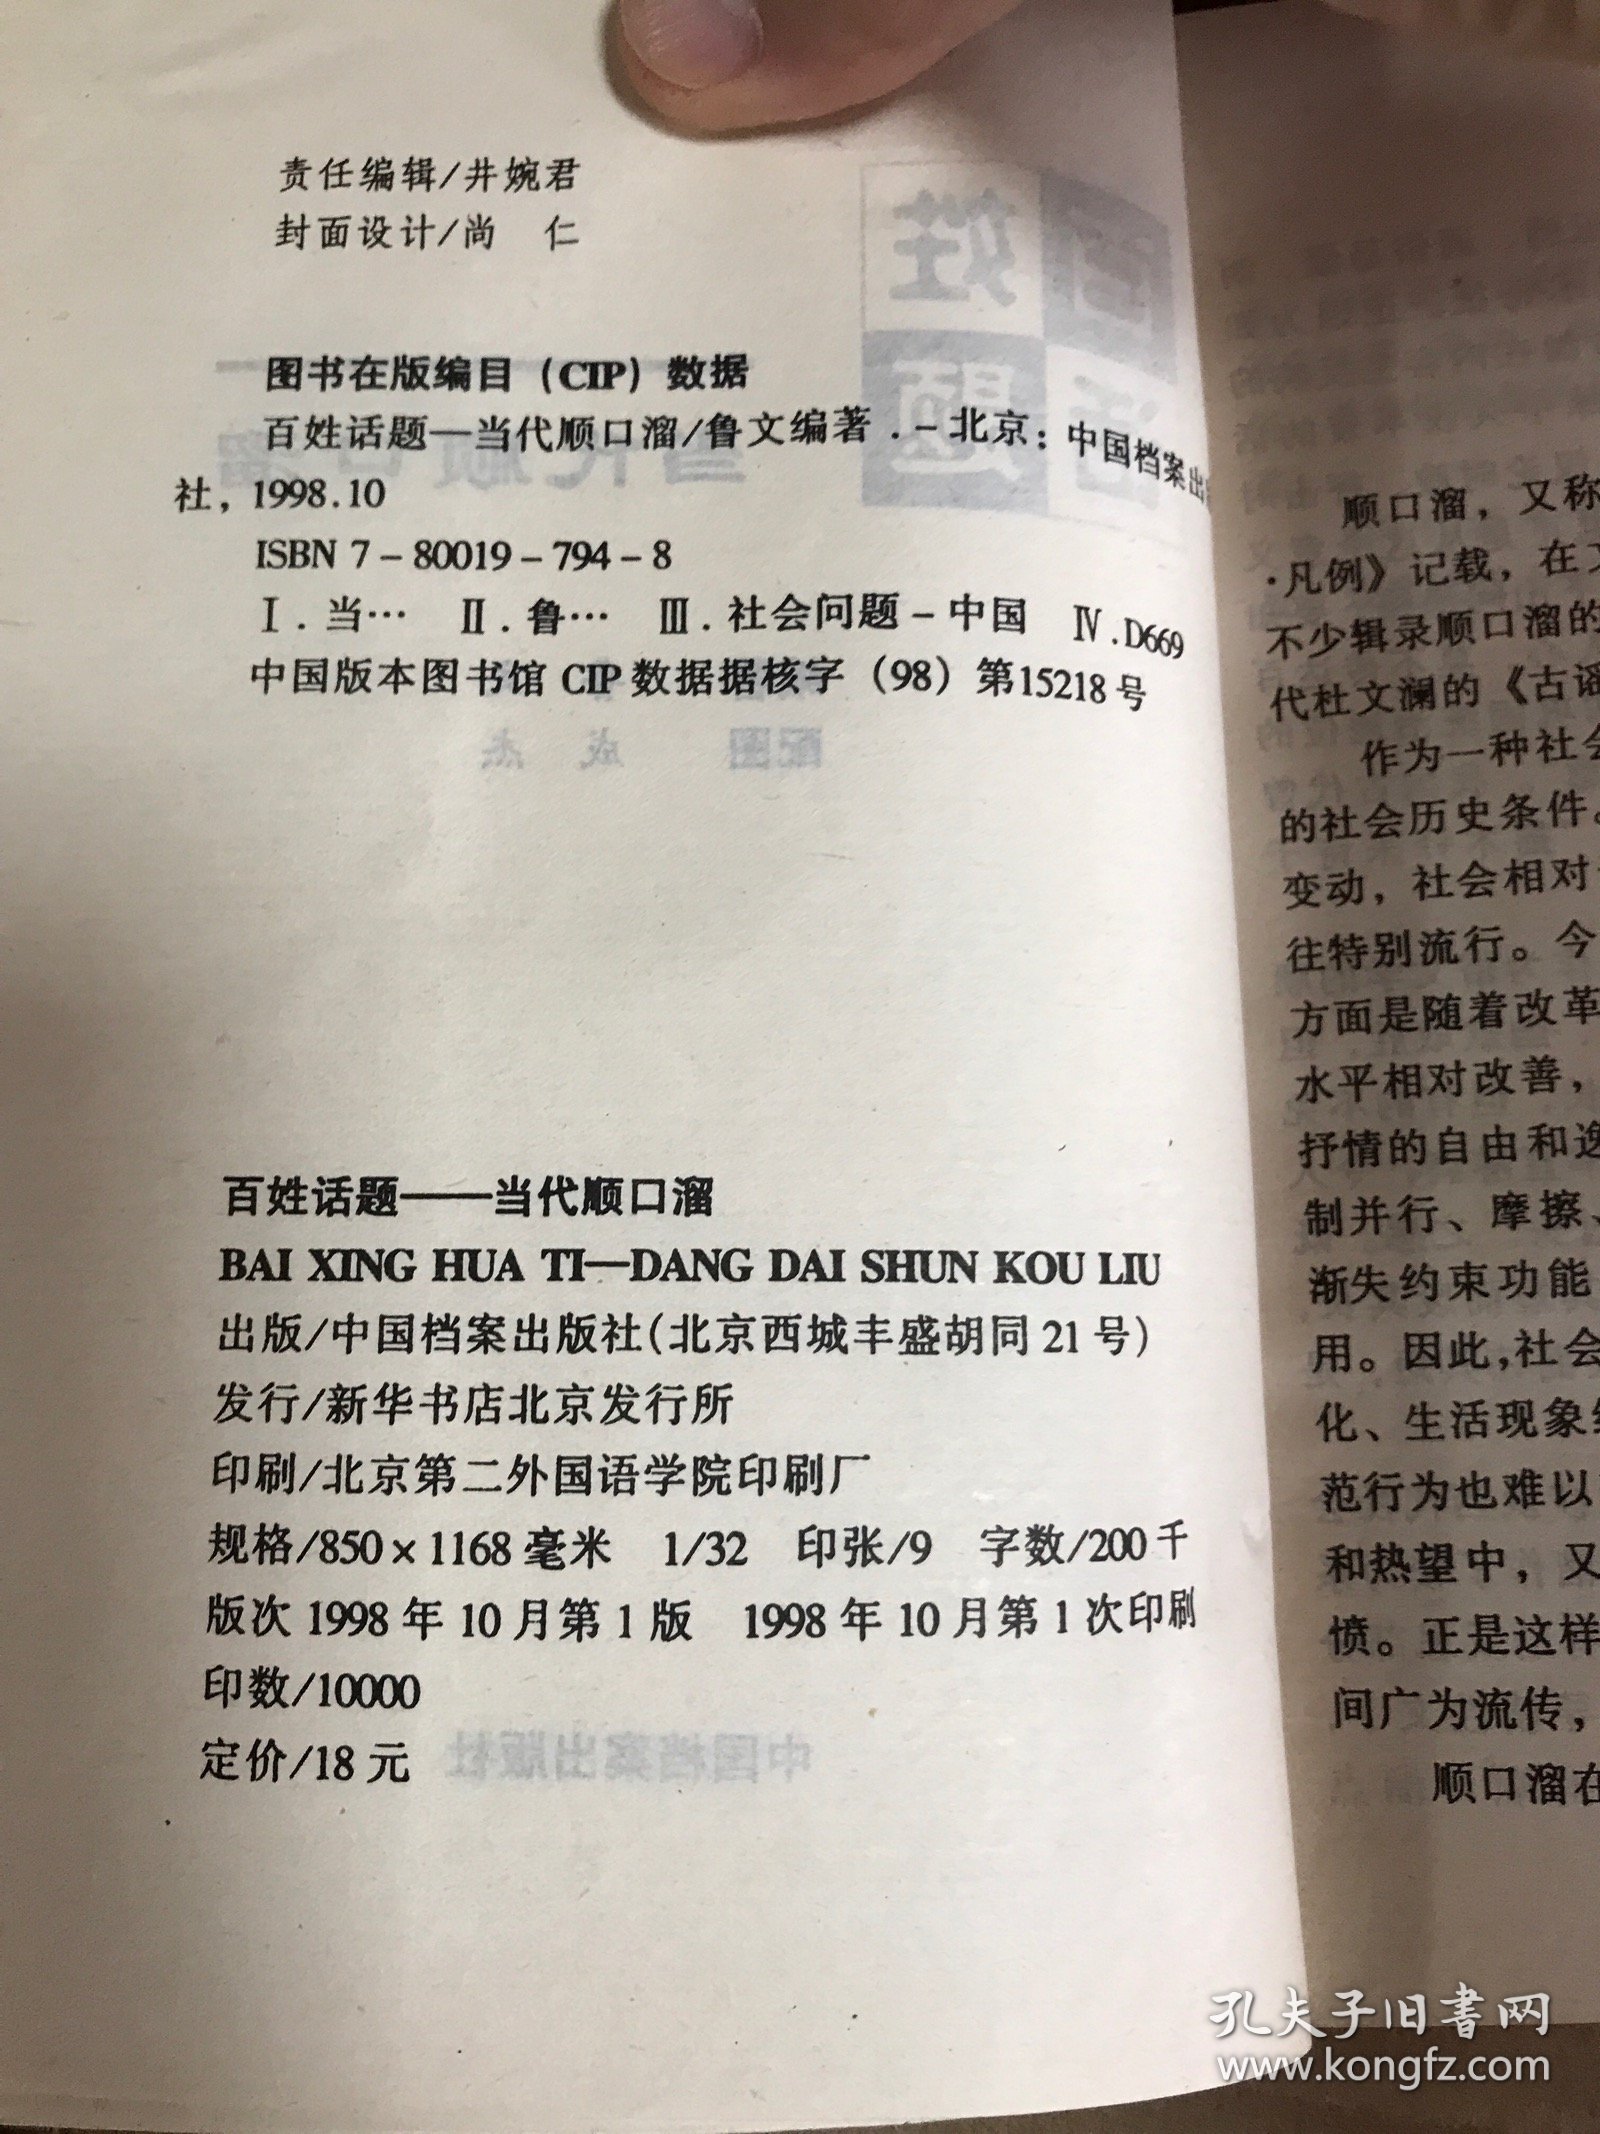 责任编辑/井婉君
封面设计/尚　仁
图书在版编目（CIP）数据
百姓话题—当代顺口溜/鲁文编著．－北京：中国档案出
社，1998.10
ISBN 7－80019－794－8
Ⅰ．当…　Ⅱ．鲁…　Ⅲ．社会问题－中国　Ⅳ．D669
中国版本图书馆 CIP 数据据核字（98）第15218号
百姓话题——当代顺口溜
BAI XING HUA TI—DANG DAI SHUN KOU LIU
出版/中国档案出版社(北京西城丰盛胡同21号)
发行/新华书店北京发行所
印刷/北京第二外国语学院印刷厂
规格/850×1168毫米　1/32　印张/9　字数/200千
版次 1998年10月第1版　1998年10月第1次印刷
印数/10000
定价/18元
顺口溜，又称
·凡例》记载，在
不少辑录顺口溜的
代杜文澜的《古谣
作为一种社会
的社会历史条件。
变动，社会相对
往特别流行。今
方面是随着改革
水平相对改善，
抒情的自由和逸
制并行、摩擦、
渐失约束功能
用。因此,社会
化、生活现象
范行为也难以
和热望中，又
愤。正是这样
间广为流传，
顺口溜在
孔夫子旧书网
www.kongfz.com